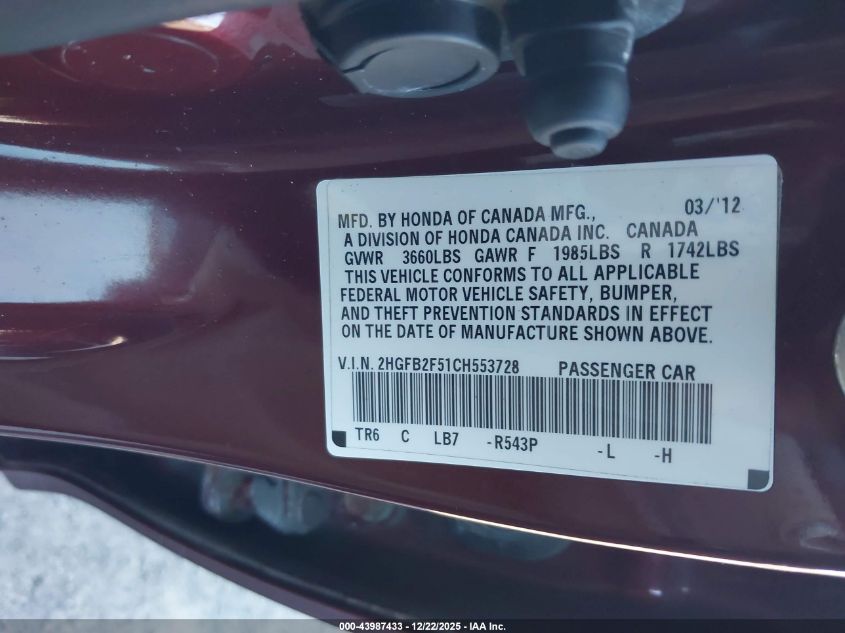 MFD. BY HONDA OF CANADA MFG., 03/'12
A DIVISION OF HONDA CANADA INC. CANADA
GVWR 3660LBS GAWR F 1985LBS R 1742LBS
THIS VEHICLE CONFORMS TO ALL APPLICABLE
FEDERAL MOTOR VEHICLE SAFETY, BUMPER,
AND THEFT PREVENTION STANDARDS IN EFFECT
ON THE DATE OF MANUFACTURE SHOWN ABOVE.
V.I.N. 2HGFB2F51CH553728 PASSENGER CAR
TR6 C LB7 -R543P -L -H
000-43987433 - 12/22/2025 - IAA Inc.